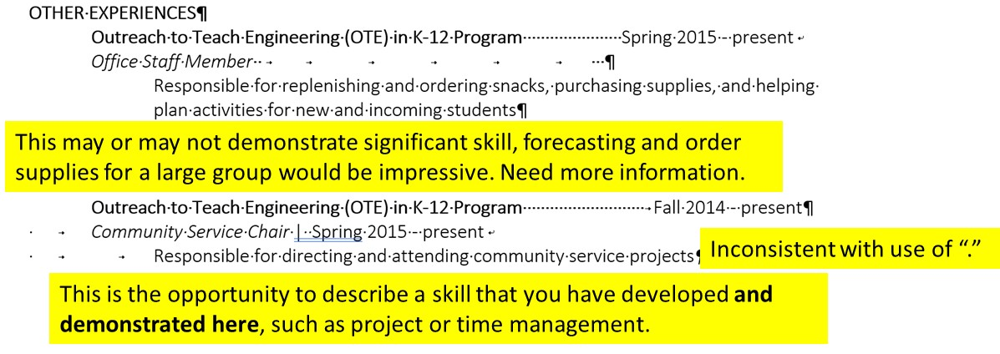 OTHER·EXPERIENCES¶
Outreach·to·Teach·Engineering·(OTE)·in·K-12·Program······················Spring·2015·-·present↵
Office·Staff·Member··→ → → → → → ···¶
Responsible·for·replenishing·and·ordering·snacks,·purchasing·supplies,·and·helping·
plan·activities·for·new·and·incoming·students¶
This may or may not demonstrate significant skill, forecasting and order
supplies for a large group would be impressive. Need more information.
Outreach·to·Teach·Engineering·(OTE)·in·K-12·Program····························→Fall·2014·-·present¶
· → Community·Service·Chair·|··Spring·2015·-·present↵
· → → Responsible·for·directing·and·attending·community·service·projects¶
Inconsistent with use of “.”
This is the opportunity to describe a skill that you have developed and
demonstrated here, such as project or time management.